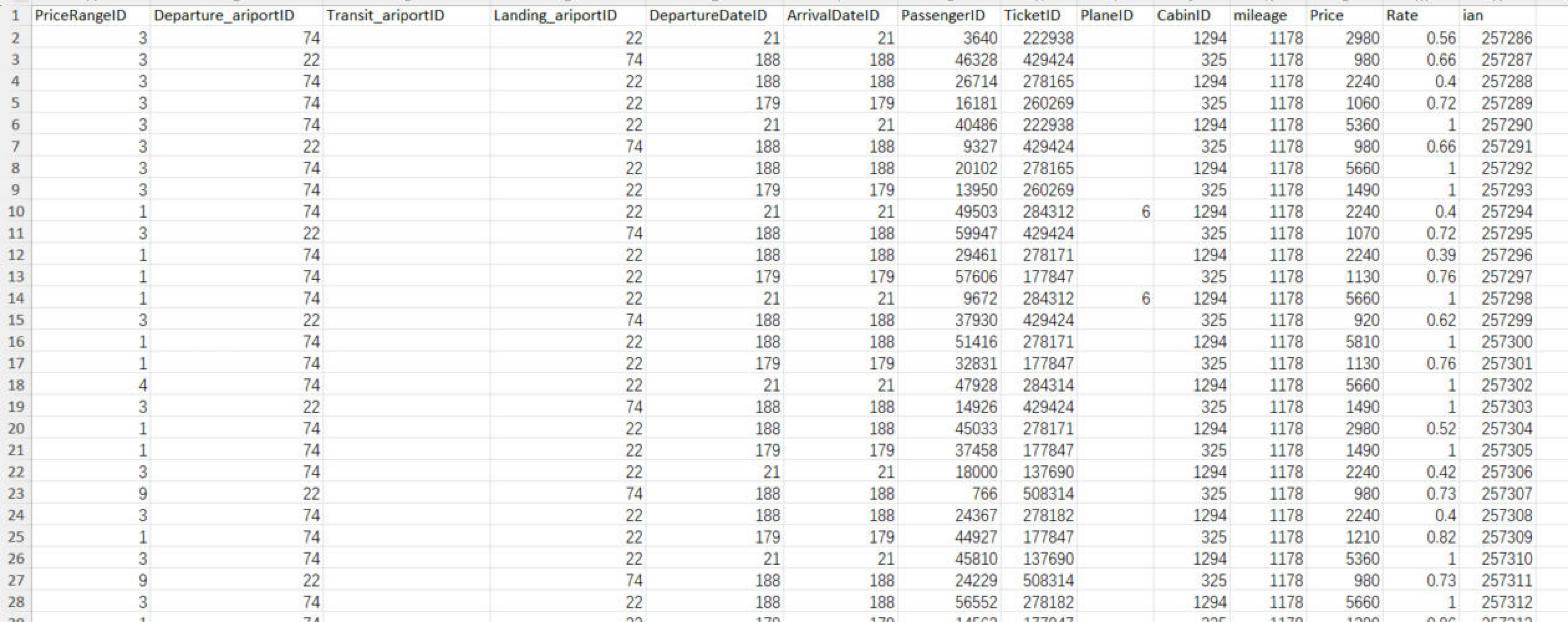 1 PriceRangeID Departure_ariportID Transit_ariportID Landing_ariportID DepartureDateID ArrivalDateID PassengerID TicketID PlaneID CabinID mileage Price Rate ian
2 3 74 22 21 21 3640 222938 1294 1178 2980 0.56 257286
3 3 22 74 188 188 46328 429424 325 1178 980 0.66 257287
4 3 74 22 188 188 26714 278165 1294 1178 2240 0.4 257288
5 3 74 22 179 179 16181 260269 325 1178 1060 0.72 257289
6 3 74 22 21 21 40486 222938 1294 1178 5360 1 257290
7 3 22 74 188 188 9327 429424 325 1178 980 0.66 257291
8 3 74 22 188 188 20102 278165 1294 1178 5660 1 257292
9 3 74 22 179 179 13950 260269 325 1178 1490 1 257293
10 1 74 22 21 21 49503 284312 6 1294 1178 2240 0.4 257294
11 3 22 74 188 188 59947 429424 325 1178 1070 0.72 257295
12 1 74 22 188 188 29461 278171 1294 1178 2240 0.39 257296
13 1 74 22 179 179 57606 177847 325 1178 1130 0.76 257297
14 1 74 22 21 21 9672 284312 6 1294 1178 5660 1 257298
15 3 22 74 188 188 37930 429424 325 1178 920 0.62 257299
16 1 74 22 188 188 51416 278171 1294 1178 5810 1 257300
17 1 74 22 179 179 32831 177847 325 1178 1130 0.76 257301
18 4 74 22 21 21 47928 284314 1294 1178 5660 1 257302
19 3 22 74 188 188 14926 429424 325 1178 1490 1 257303
20 1 74 22 188 188 45033 278171 1294 1178 2980 0.52 257304
21 1 74 22 179 179 37458 177847 325 1178 1490 1 257305
22 3 74 22 21 21 18000 137690 1294 1178 2240 0.42 257306
23 9 22 74 188 188 766 508314 325 1178 980 0.73 257307
24 3 74 22 188 188 24367 278182 1294 1178 2240 0.4 257308
25 1 74 22 179 179 44927 177847 325 1178 1210 0.82 257309
26 3 74 22 21 21 45810 137690 1294 1178 5360 1 257310
27 9 22 74 188 188 24229 508314 325 1178 980 0.73 257311
28 3 74 22 188 188 56552 278182 1294 1178 5660 1 257312